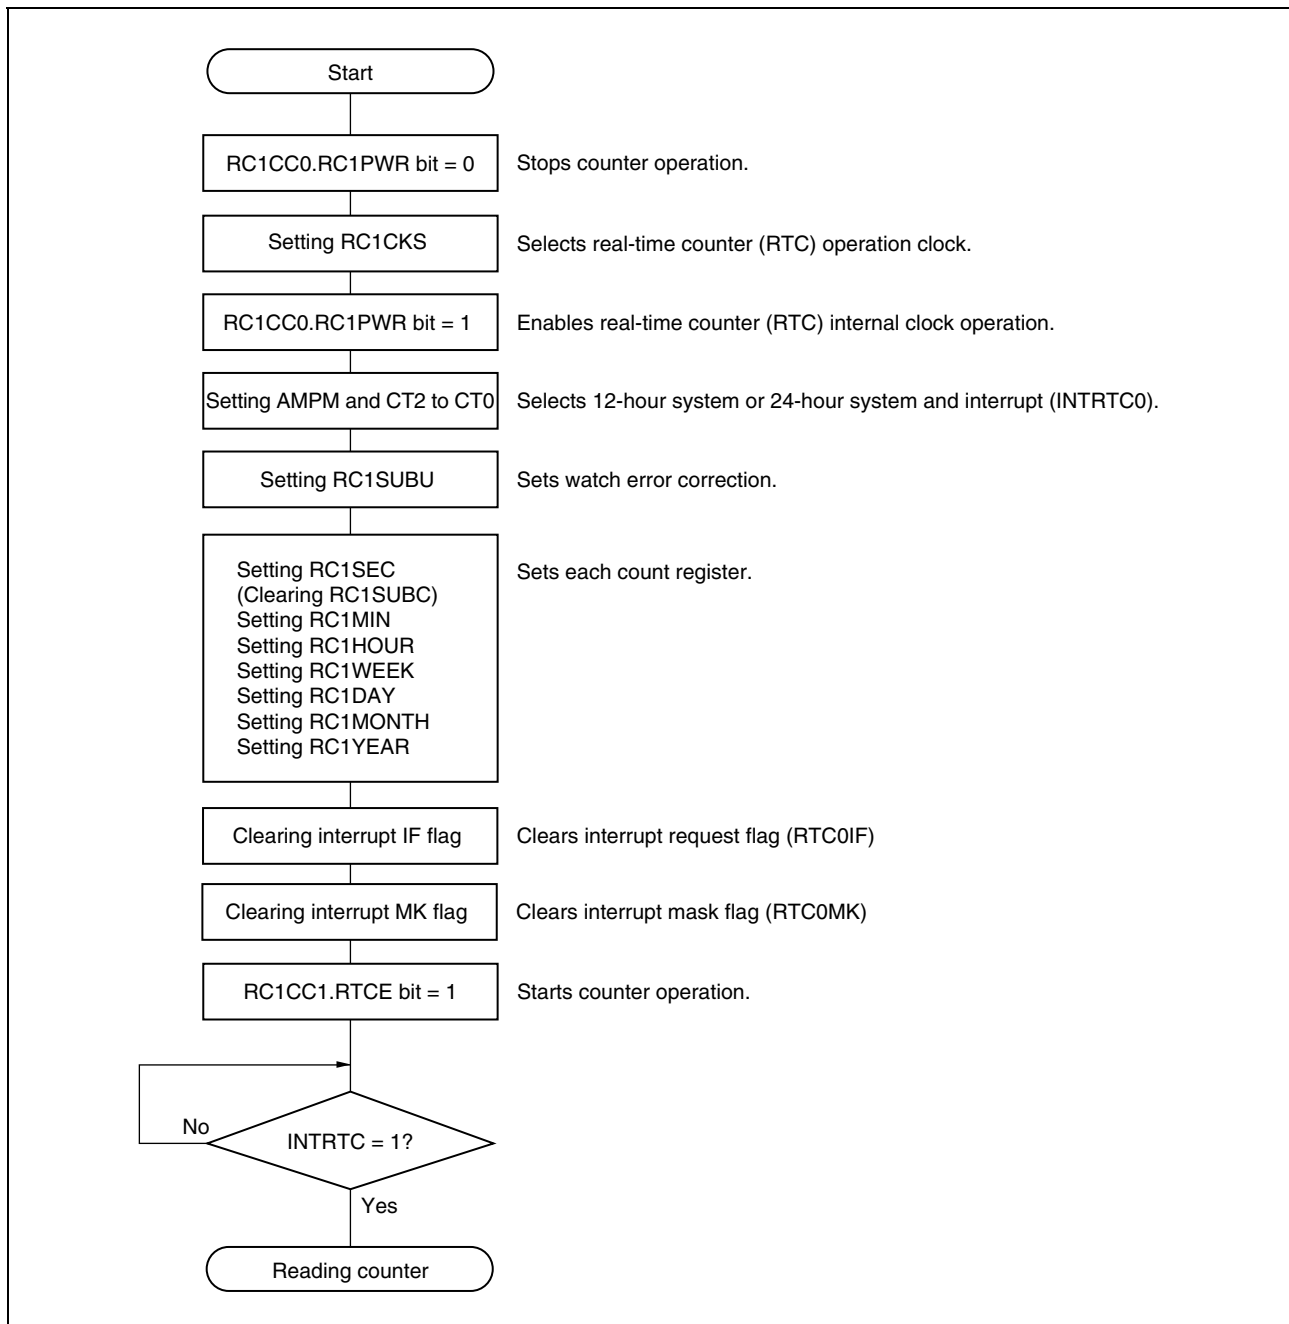 Start
RC1CC0.RC1PWR bit = 0
Stops counter operation.
Setting RC1CKS
Selects real-time counter (RTC) operation clock.
RC1CC0.RC1PWR bit = 1
Enables real-time counter (RTC) internal clock operation.
Setting AMPM and CT2 to CT0
Selects 12-hour system or 24-hour system and interrupt (INTRTC0).
Setting RC1SUBU
Sets watch error correction.
Setting RC1SEC
(Clearing RC1SUBC)
Setting RC1MIN
Setting RC1HOUR
Setting RC1WEEK
Setting RC1DAY
Setting RC1MONTH
Setting RC1YEAR
Sets each count register.
Clearing interrupt IF flag
Clears interrupt request flag (RTC0IF)
Clearing interrupt MK flag
Clears interrupt mask flag (RTC0MK)
RC1CC1.RTCE bit = 1
Starts counter operation.
No
INTRTC = 1?
Yes
Reading counter